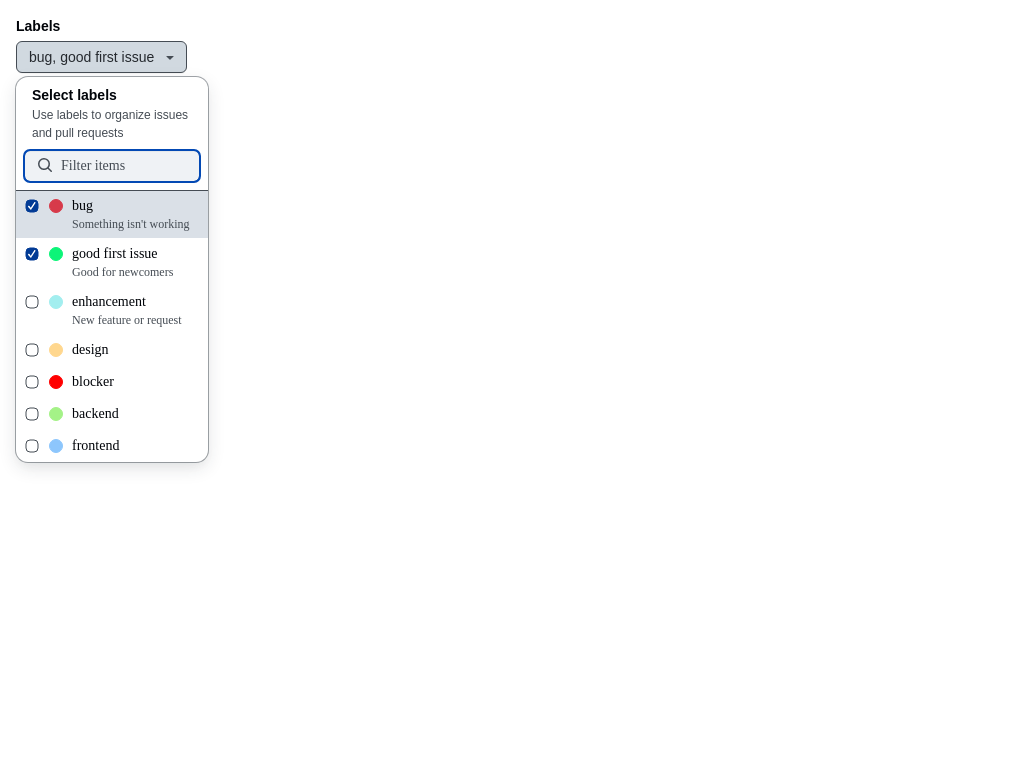 Labels
bug, good first issue
Select labels
Use labels to organize issues
and pull requests
Filter items
bug
Something isn't working
good first issue
Good for newcomers
enhancement
New feature or request
design
blocker
backend
frontend